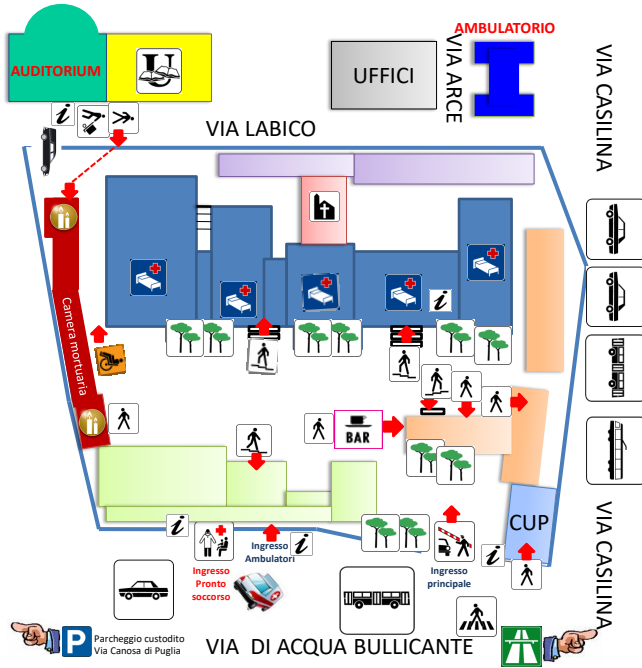 AMBULATORIO
AUDITORIUM
UFFICI
VIA ARCE
VIA CASILINA
VIA LABICO
Camera mortuaria
BAR
CUP
Ingresso
Pronto
soccorso
Ingresso
Ambulatori
Ingresso
principale
VIA CASILINA
P
Parcheggio custodito
Via Canosa di Puglia
VIA DI ACQUA BULLICANTE